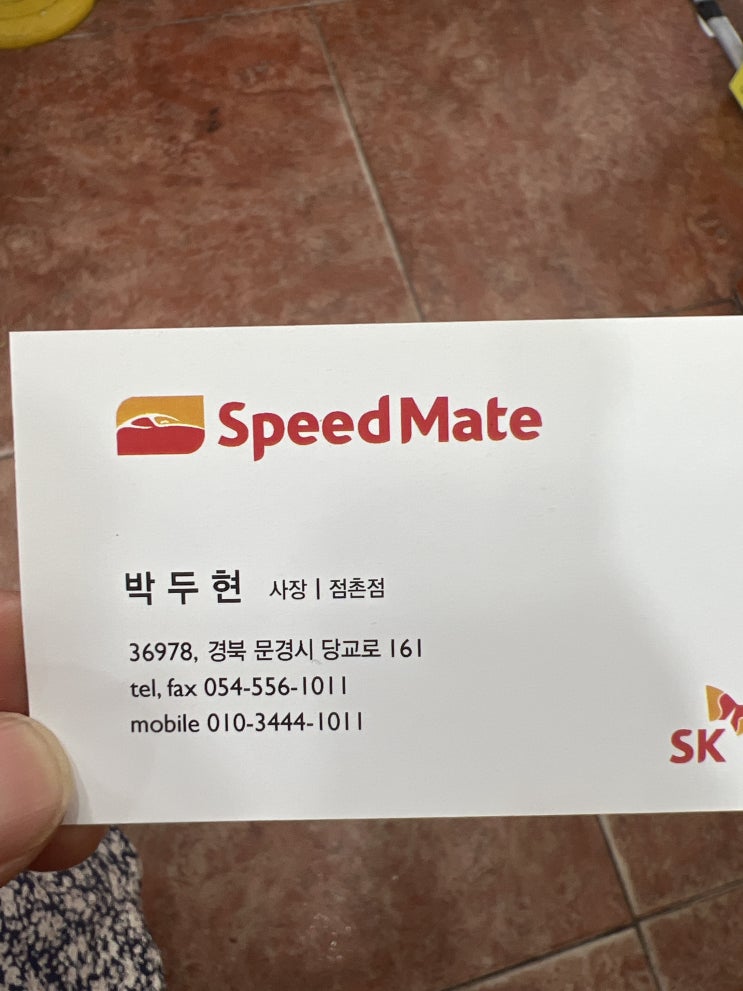 SpeedMate
박두현 사장 | 점촌점
36978, 경북 문경시 당교로 161
tel, fax 054-556-1011
mobile 010-3444-1011
SK